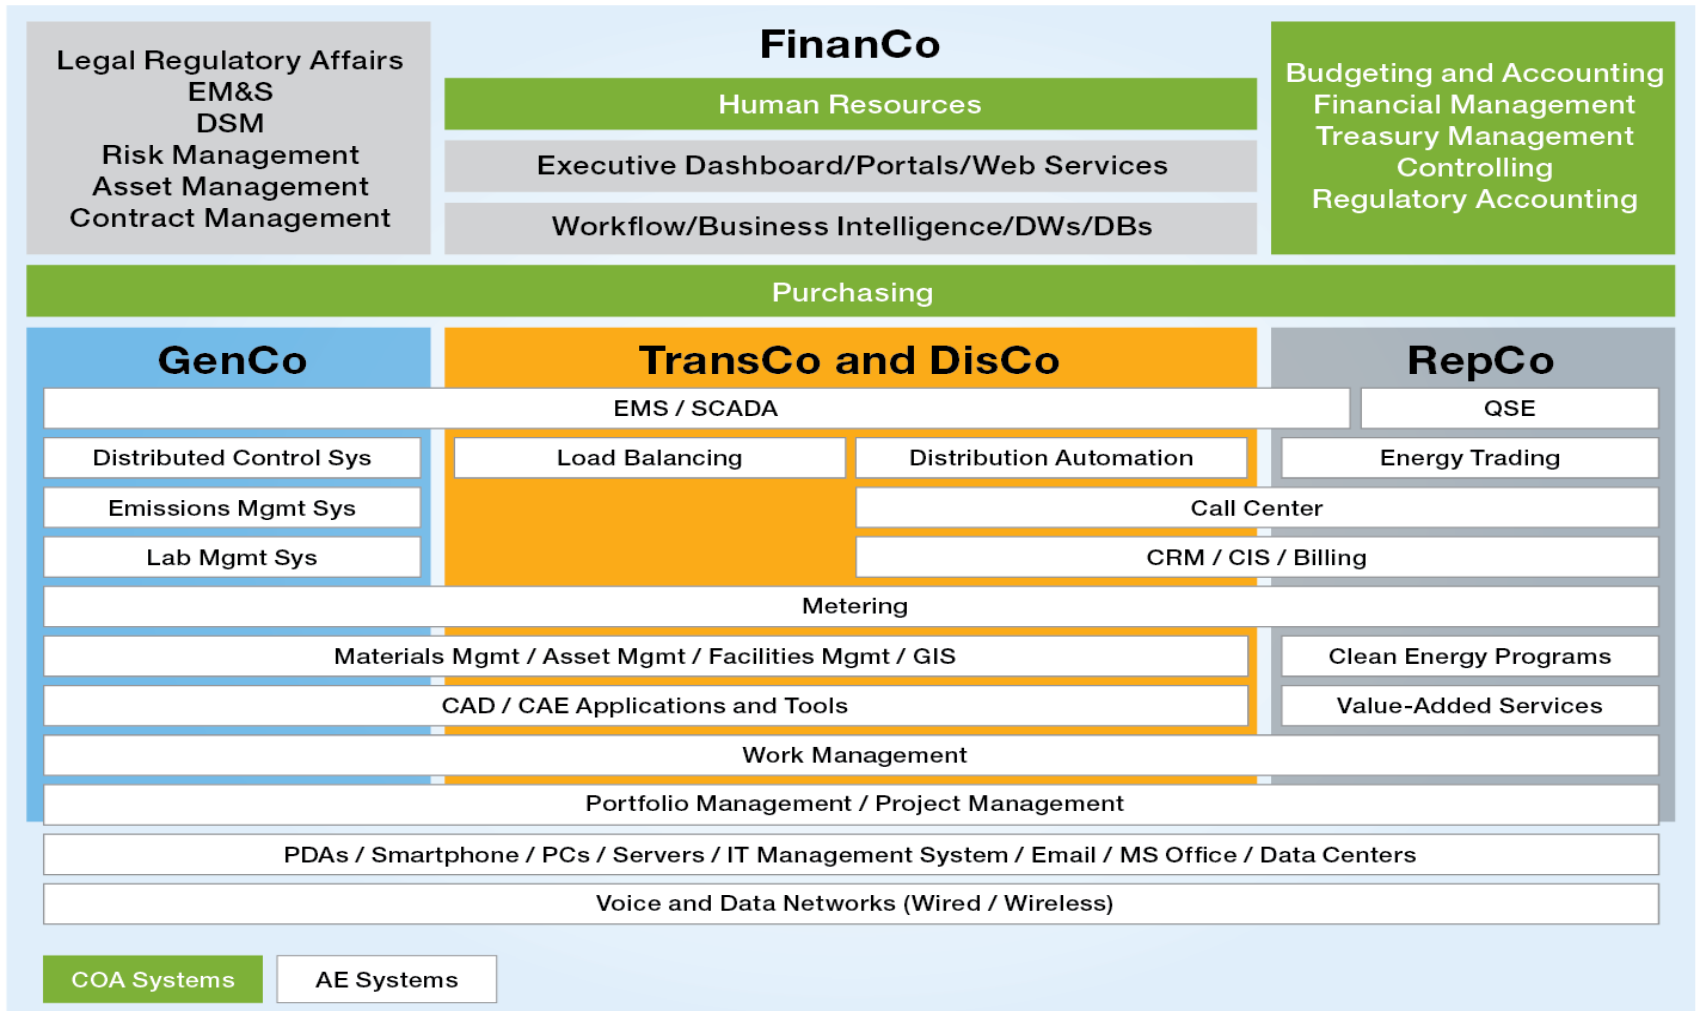 Legal Regulatory Affairs
EM&S
DSM
Risk Management
Asset Management
Contract Management
FinanCo
Human Resources
Executive Dashboard/Portals/Web Services
Workflow/Business Intelligence/DWs/DBs
Budgeting and Accounting
Financial Management
Treasury Management
Controlling
Regulatory Accounting
Purchasing
GenCo
TransCo and DisCo
RepCo
EMS / SCADA
QSE
Distributed Control Sys
Load Balancing
Distribution Automation
Energy Trading
Emissions Mgmt Sys
Call Center
Lab Mgmt Sys
CRM / CIS / Billing
Metering
Materials Mgmt / Asset Mgmt / Facilities Mgmt / GIS
Clean Energy Programs
CAD / CAE Applications and Tools
Value-Added Services
Work Management
Portfolio Management / Project Management
PDAs / Smartphone / PCs / Servers / IT Management System / Email / MS Office / Data Centers
Voice and Data Networks (Wired / Wireless)
COA Systems
AE Systems